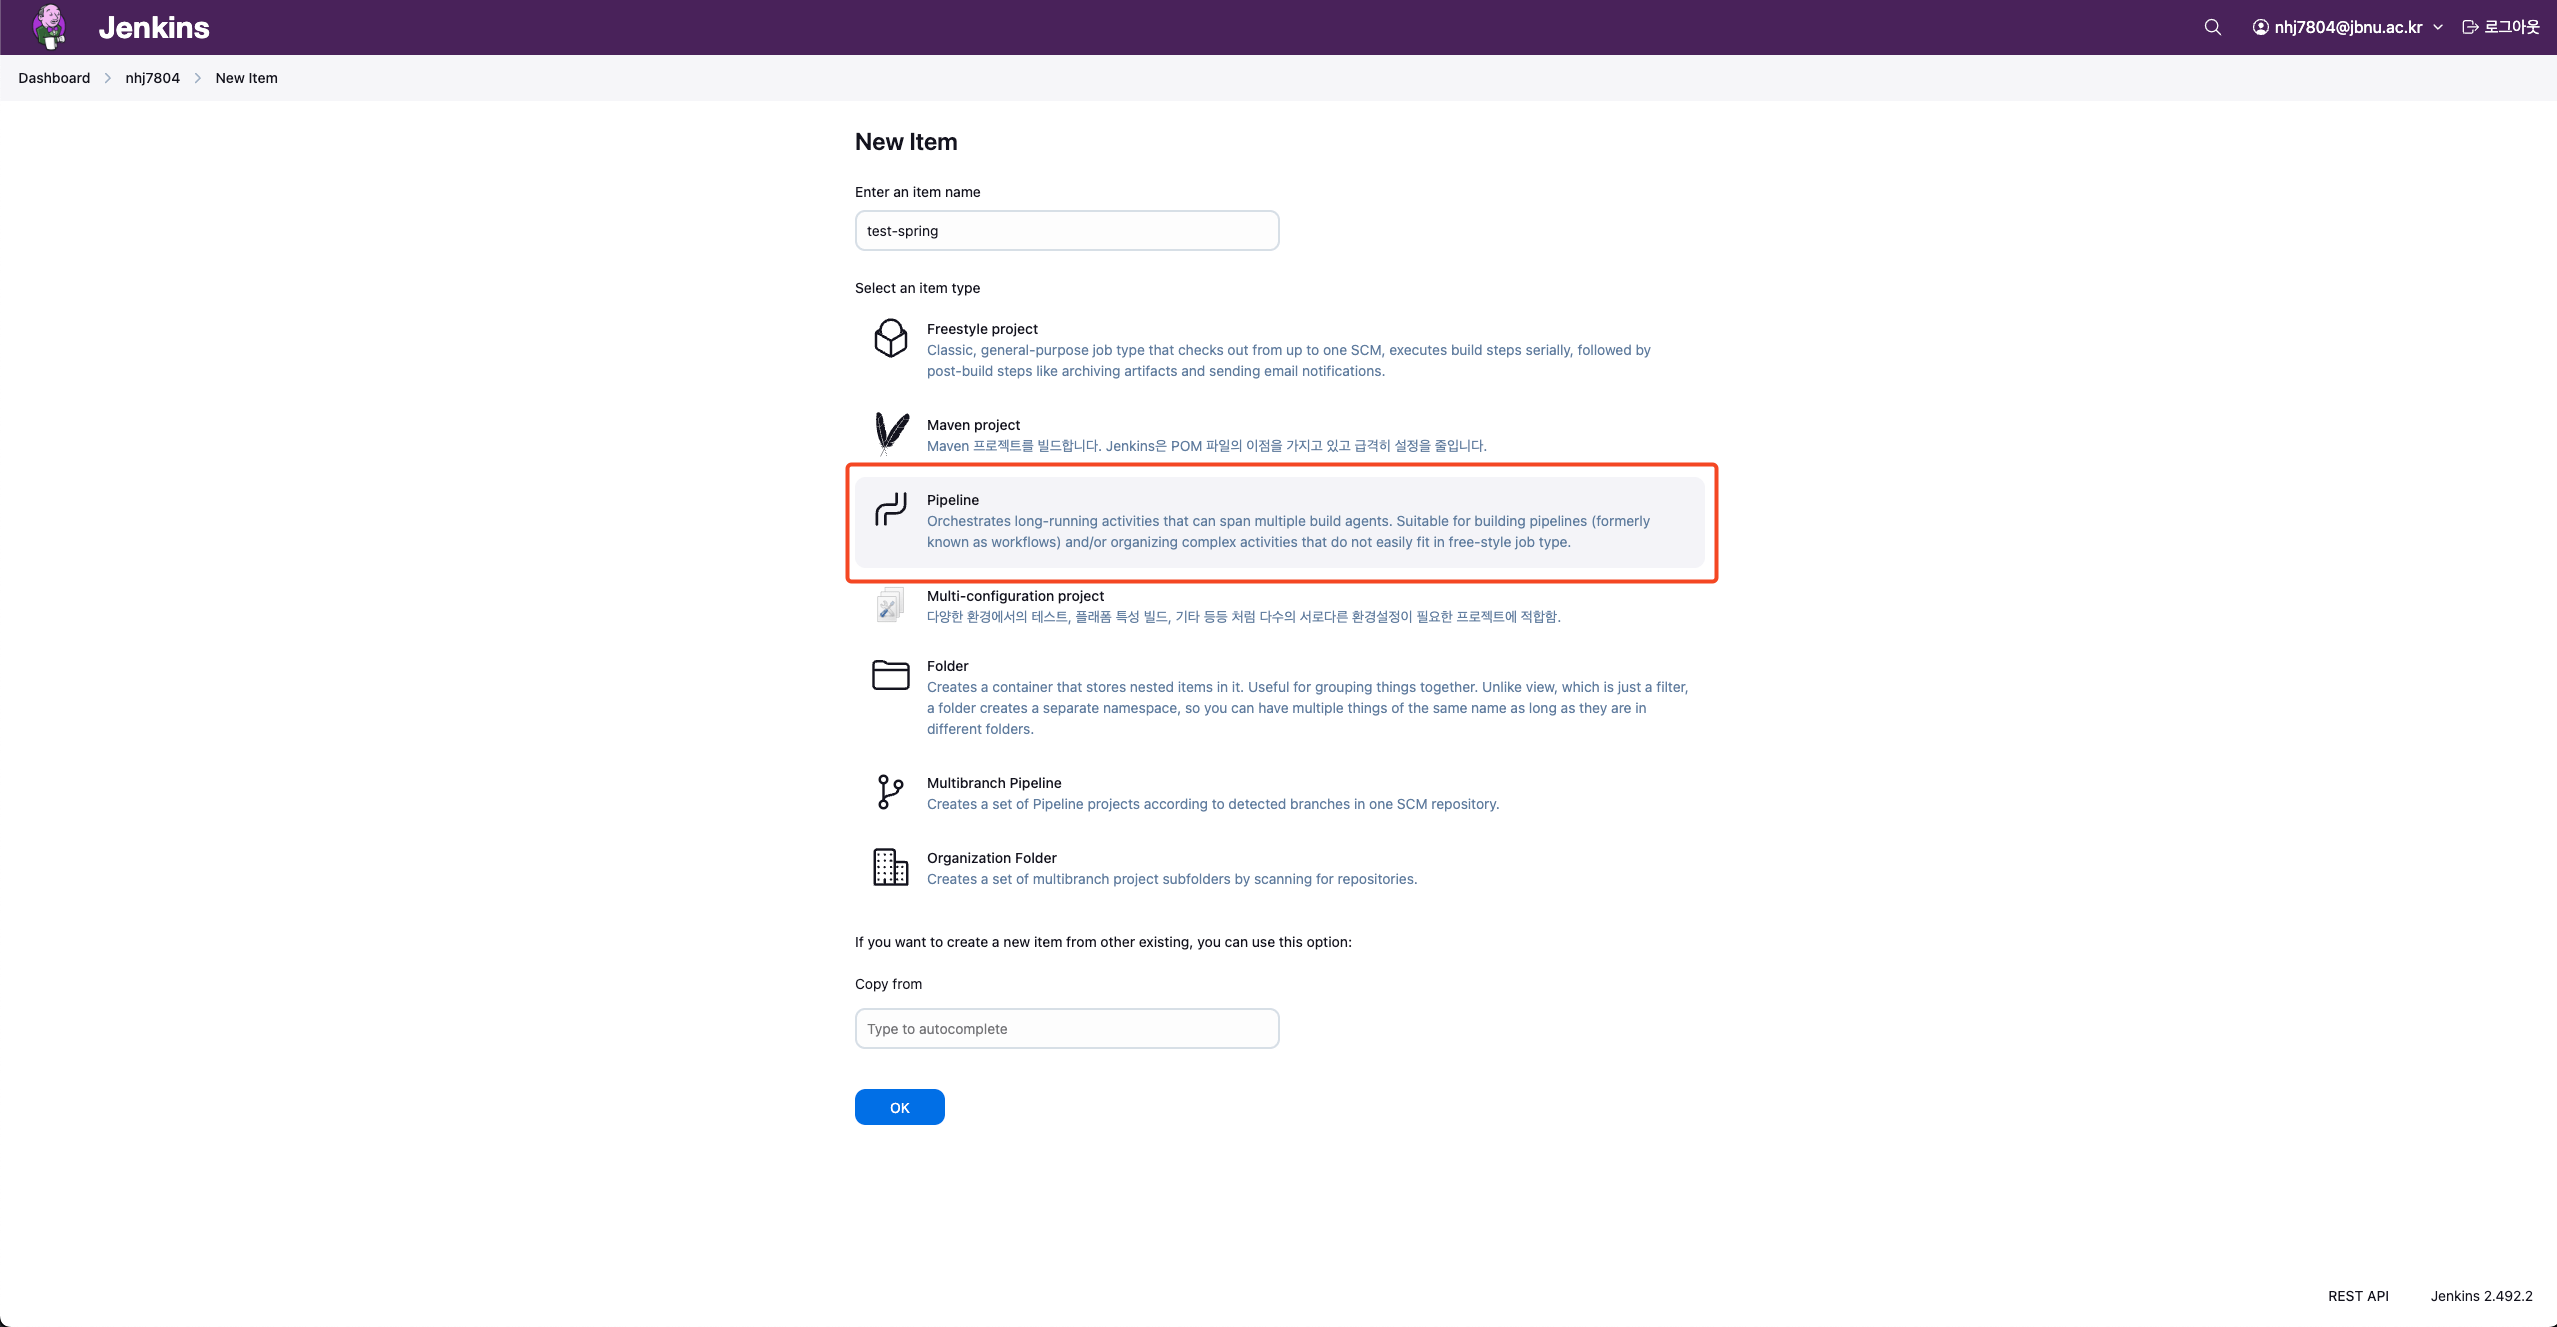 Jenkins
nhj7804@jbnu.ac.kr
로그아웃
Dashboard
nhj7804
New Item
New Item
Enter an item name
test-spring
Select an item type
Freestyle project
Classic, general-purpose job type that checks out from up to one SCM, executes build steps serially, followed by
post-build steps like archiving artifacts and sending email notifications.
Maven project
Maven 프로젝트를 빌드합니다. Jenkins은 POM 파일의 이점을 가지고 있고 급격히 설정을 줄입니다.
Pipeline
Orchestrates long-running activities that can span multiple build agents. Suitable for building pipelines (formerly
known as workflows) and/or organizing complex activities that do not easily fit in free-style job type.
Multi-configuration project
다양한 환경에서의 테스트, 플래폼 특성 빌드, 기타 등등 처럼 다수의 서로다른 환경설정이 필요한 프로젝트에 적합함.
Folder
Creates a container that stores nested items in it. Useful for grouping things together. Unlike view, which is just a filter,
a folder creates a separate namespace, so you can have multiple things of the same name as long as they are in
different folders.
Multibranch Pipeline
Creates a set of Pipeline projects according to detected branches in one SCM repository.
Organization Folder
Creates a set of multibranch project subfolders by scanning for repositories.
If you want to create a new item from other existing, you can use this option:
Copy from
Type to autocomplete
OK
REST API
Jenkins 2.492.2